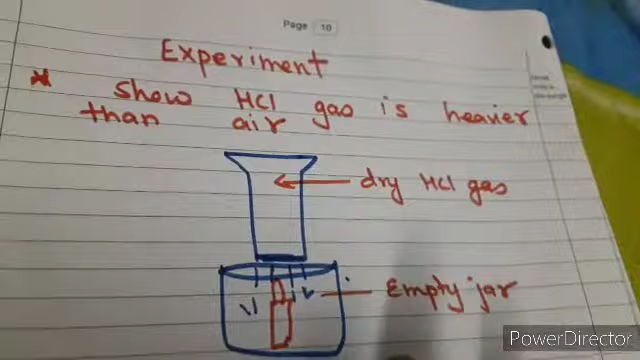 Page 10
Experiment
* Show HCl gas is heavier
than air
dry HCl gas
Empty jar
PowerDirector